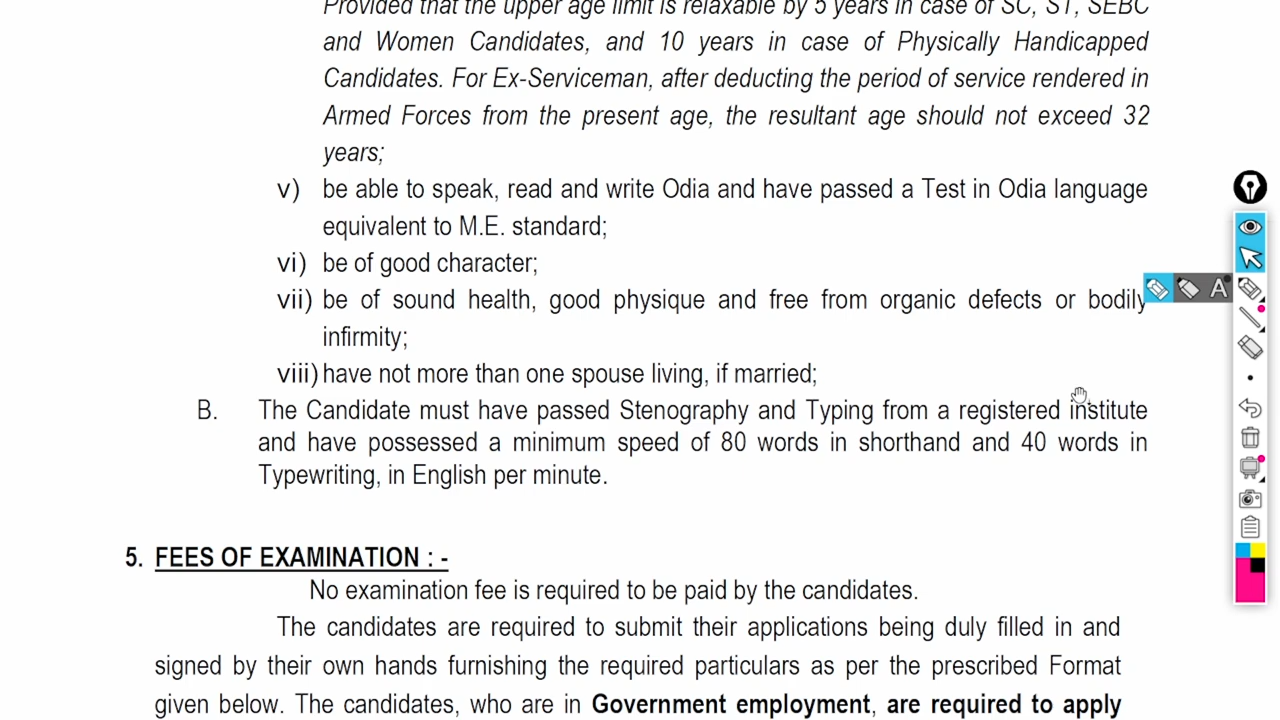 Provided that the upper age limit is relaxable by 5 years in case of SC, ST, SEBC
and Women Candidates, and 10 years in case of Physically Handicapped
Candidates. For Ex-Serviceman, after deducting the period of service rendered in
Armed Forces from the present age, the resultant age should not exceed 32
years;
v) be able to speak, read and write Odia and have passed a Test in Odia language
equivalent to M.E. standard;
vi) be of good character;
vii) be of sound health, good physique and free from organic defects or bodily
infirmity;
viii) have not more than one spouse living, if married;
B. The Candidate must have passed Stenography and Typing from a registered institute
and have possessed a minimum speed of 80 words in shorthand and 40 words in
Typewriting, in English per minute.
5. FEES OF EXAMINATION : -
No examination fee is required to be paid by the candidates.
The candidates are required to submit their applications being duly filled in and
signed by their own hands furnishing the required particulars as per the prescribed Format
given below. The candidates, who are in Government employment, are required to apply
A